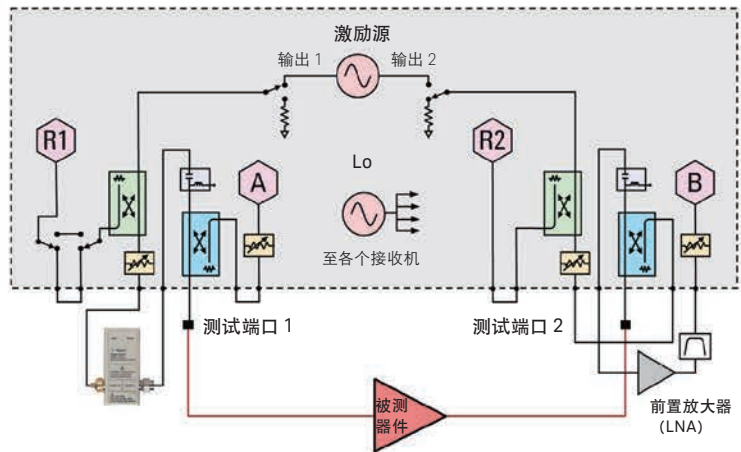 激励源
输出 1
输出 2
R1
A
Lo
R2
B
至各个接收机
测试端口 1
测试端口 2
被测
器件
前置放大器
(LNA)